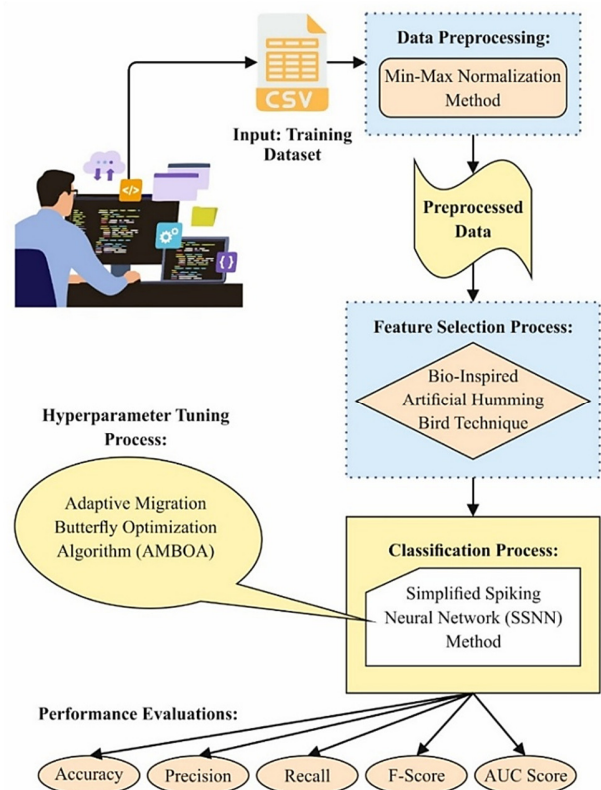 Data Preprocessing:
Min-Max Normalization
Method
CSV
Input: Training
Dataset
</>
{ }
Preprocessed
Data
Feature Selection Process:
Bio-Inspired
Artificial Humming
Bird Technique
Hyperparameter Tuning
Process:
Adaptive Migration
Butterfly Optimization
Algorithm (AMBOA)
Classification Process:
Simplified Spiking
Neural Network (SSNN)
Method
Performance Evaluations:
Accuracy
Precision
Recall
F-Score
AUC Score